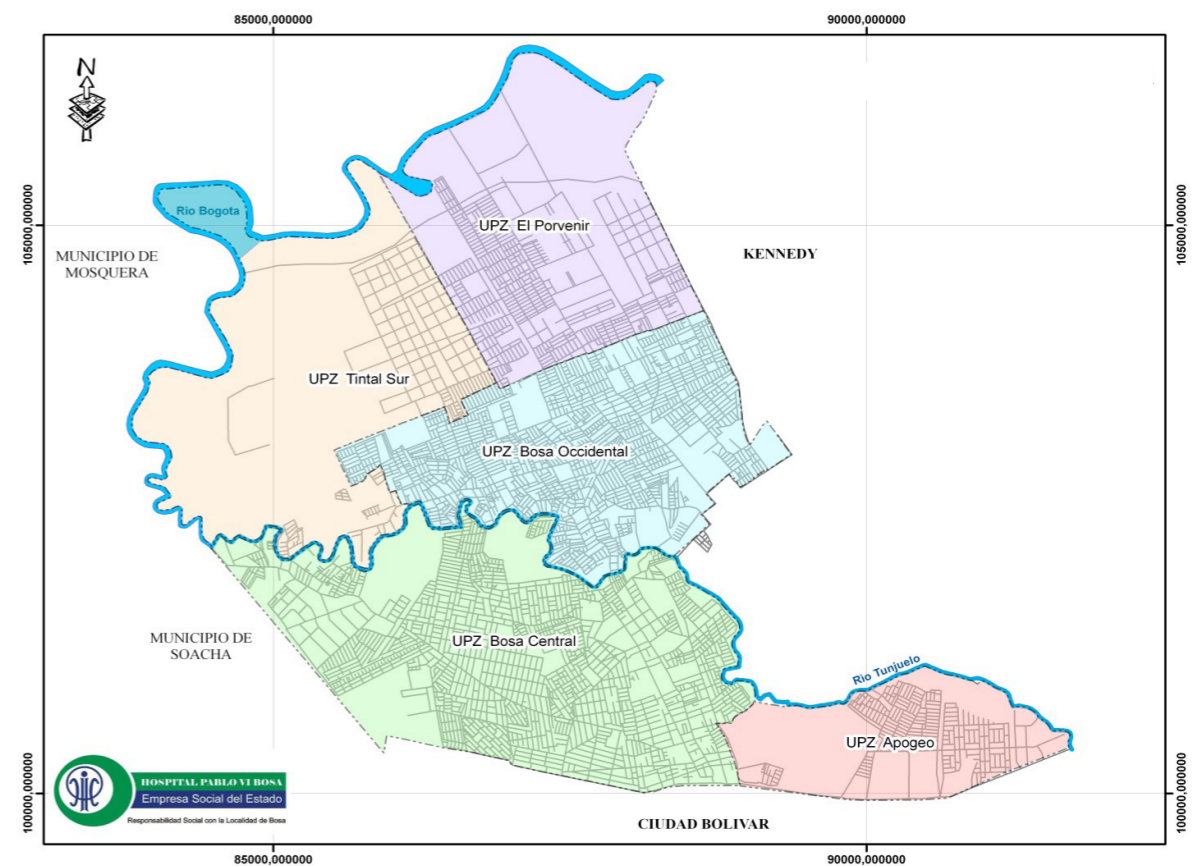 85000,000000
90000,000000
N
Rio Bogota
105000,000000
105000,000000
UPZ El Porvenir
MUNICIPIO DE
MOSQUERA
KENNEDY
UPZ Tintal Sur
UPZ Bosa Occidental
MUNICIPIO DE
SOACHA
UPZ Bosa Central
Rio Tunjuelo
UPZ Apogeo
100000,000000
100000,000000
HOSPITAL PABLO VI BOSA
Empresa Social del Estado
Responsabilidad Social con la Localidad de Bosa
CIUDAD BOLIVAR
85000,000000
90000,000000